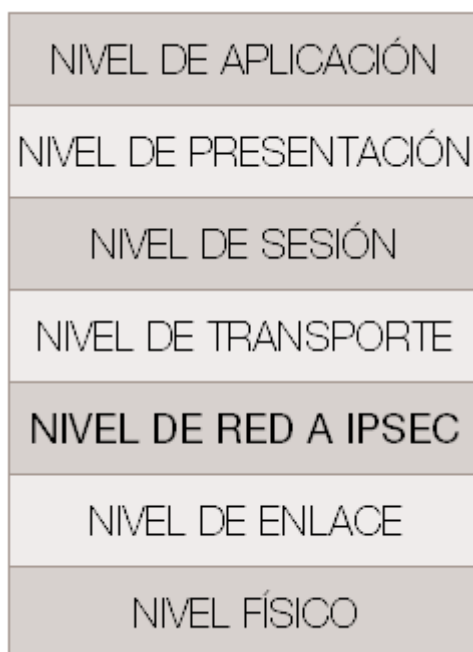 NIVEL DE APLICACIÓN
NIVEL DE PRESENTACIÓN
NIVEL DE SESIÓN
NIVEL DE TRANSPORTE
NIVEL DE RED A IPSEC
NIVEL DE ENLACE
NIVEL FÍSICO